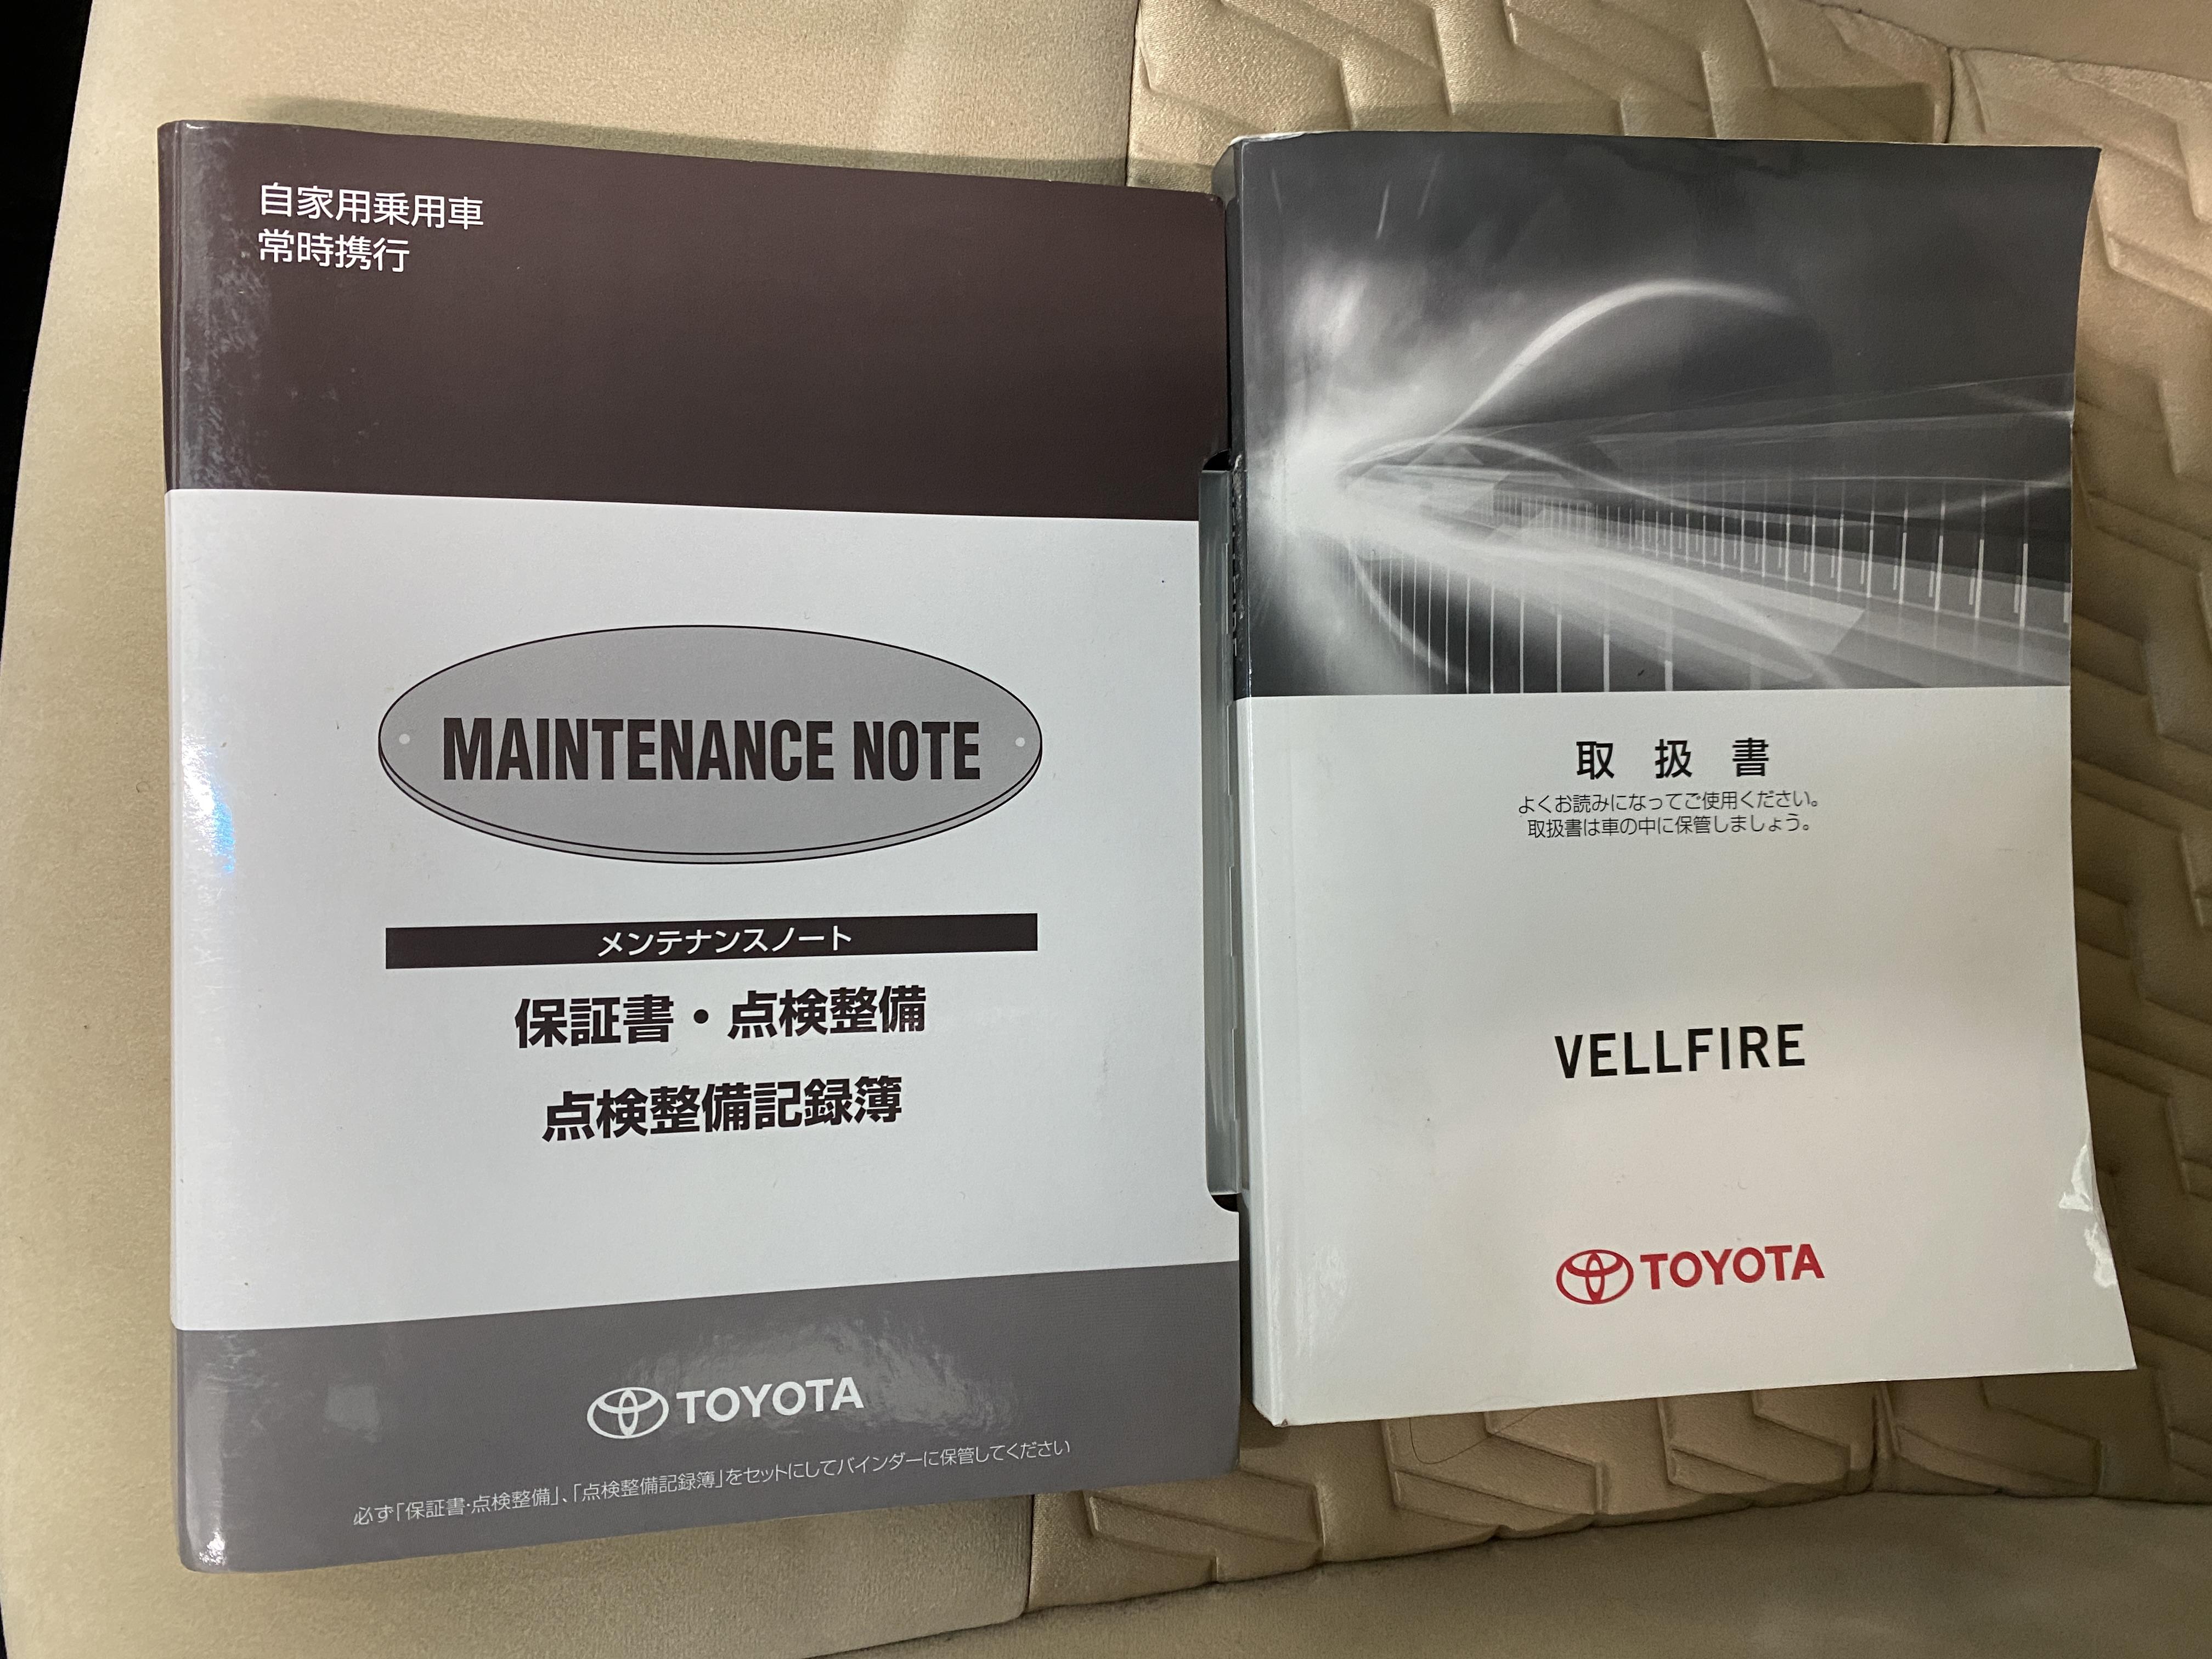 自家用乗用車
常時携行
MAINTENANCE NOTE
メンテナンスノート
保証書・点検整備
点検整備記録簿
TOYOTA
必ず「保証書・点検整備」、「点検整備記録簿」をセットにしてバインダーに保管してください
取扱書
よくお読みになってご使用ください。
取扱書は車の中に保管しましょう。
VELLFIRE
TOYOTA